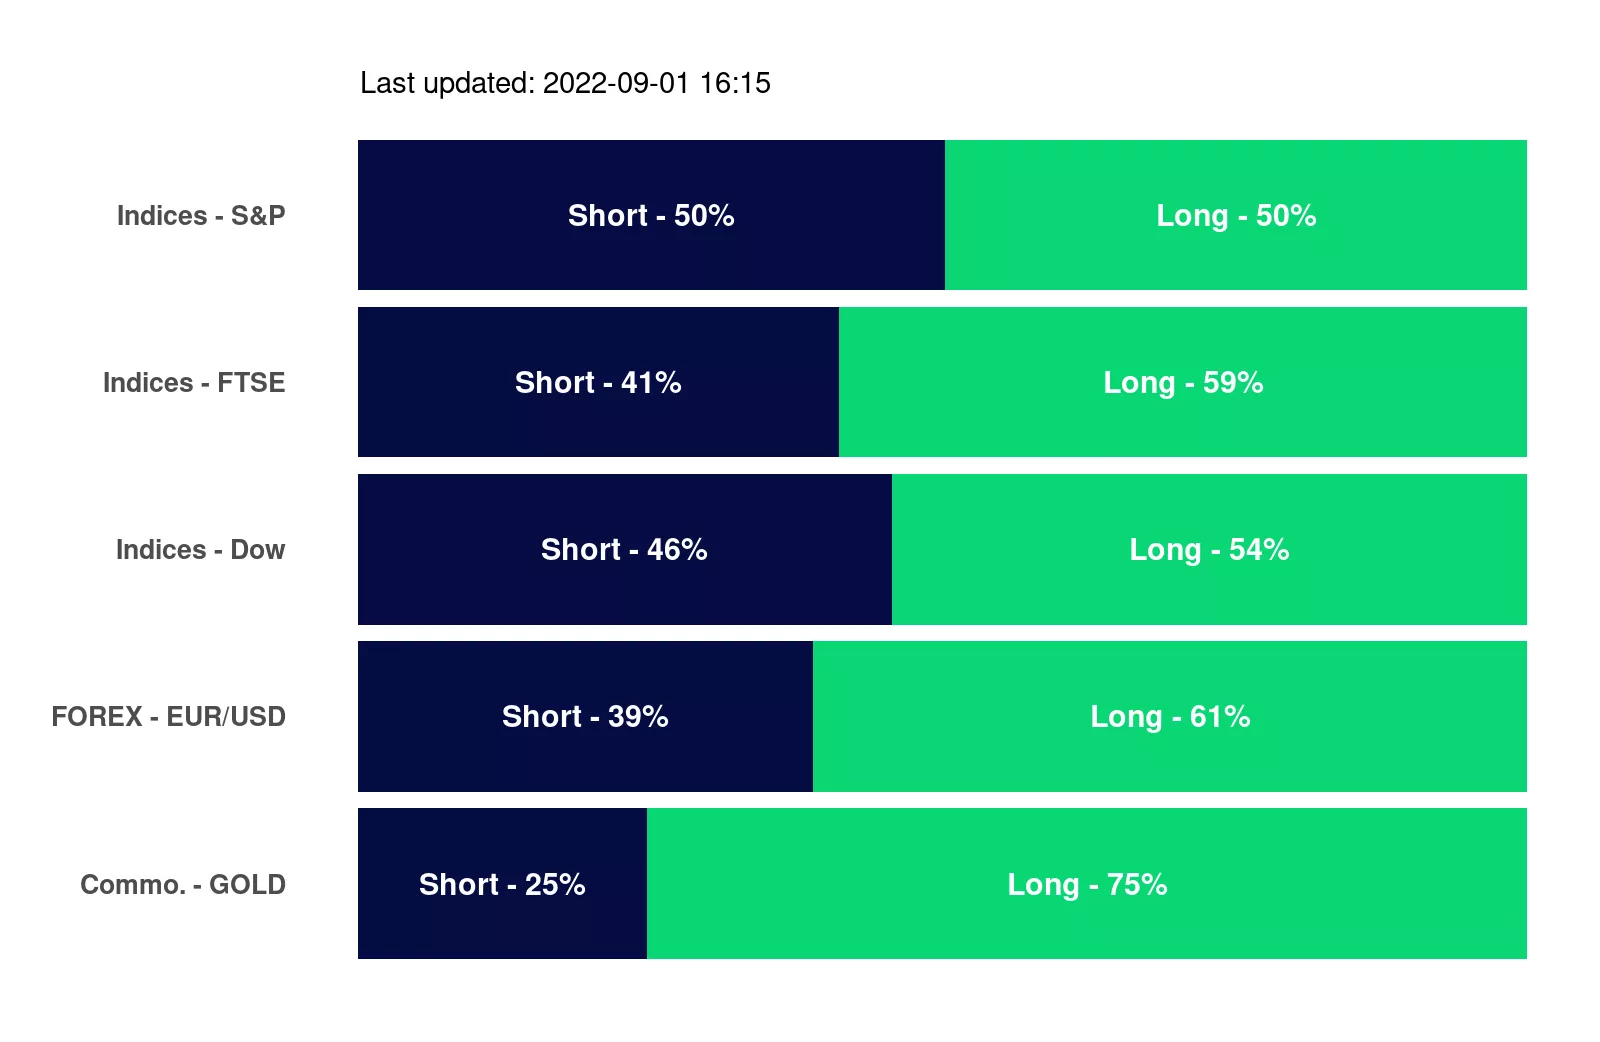 Last updated: 2022-09-01 16:15
Indices - S&P Short - 50% Long - 50%
Indices - FTSE Short - 41% Long - 59%
Indices - Dow Short - 46% Long - 54%
FOREX - EUR/USD Short - 39% Long - 61%
Commo. - GOLD Short - 25% Long - 75%